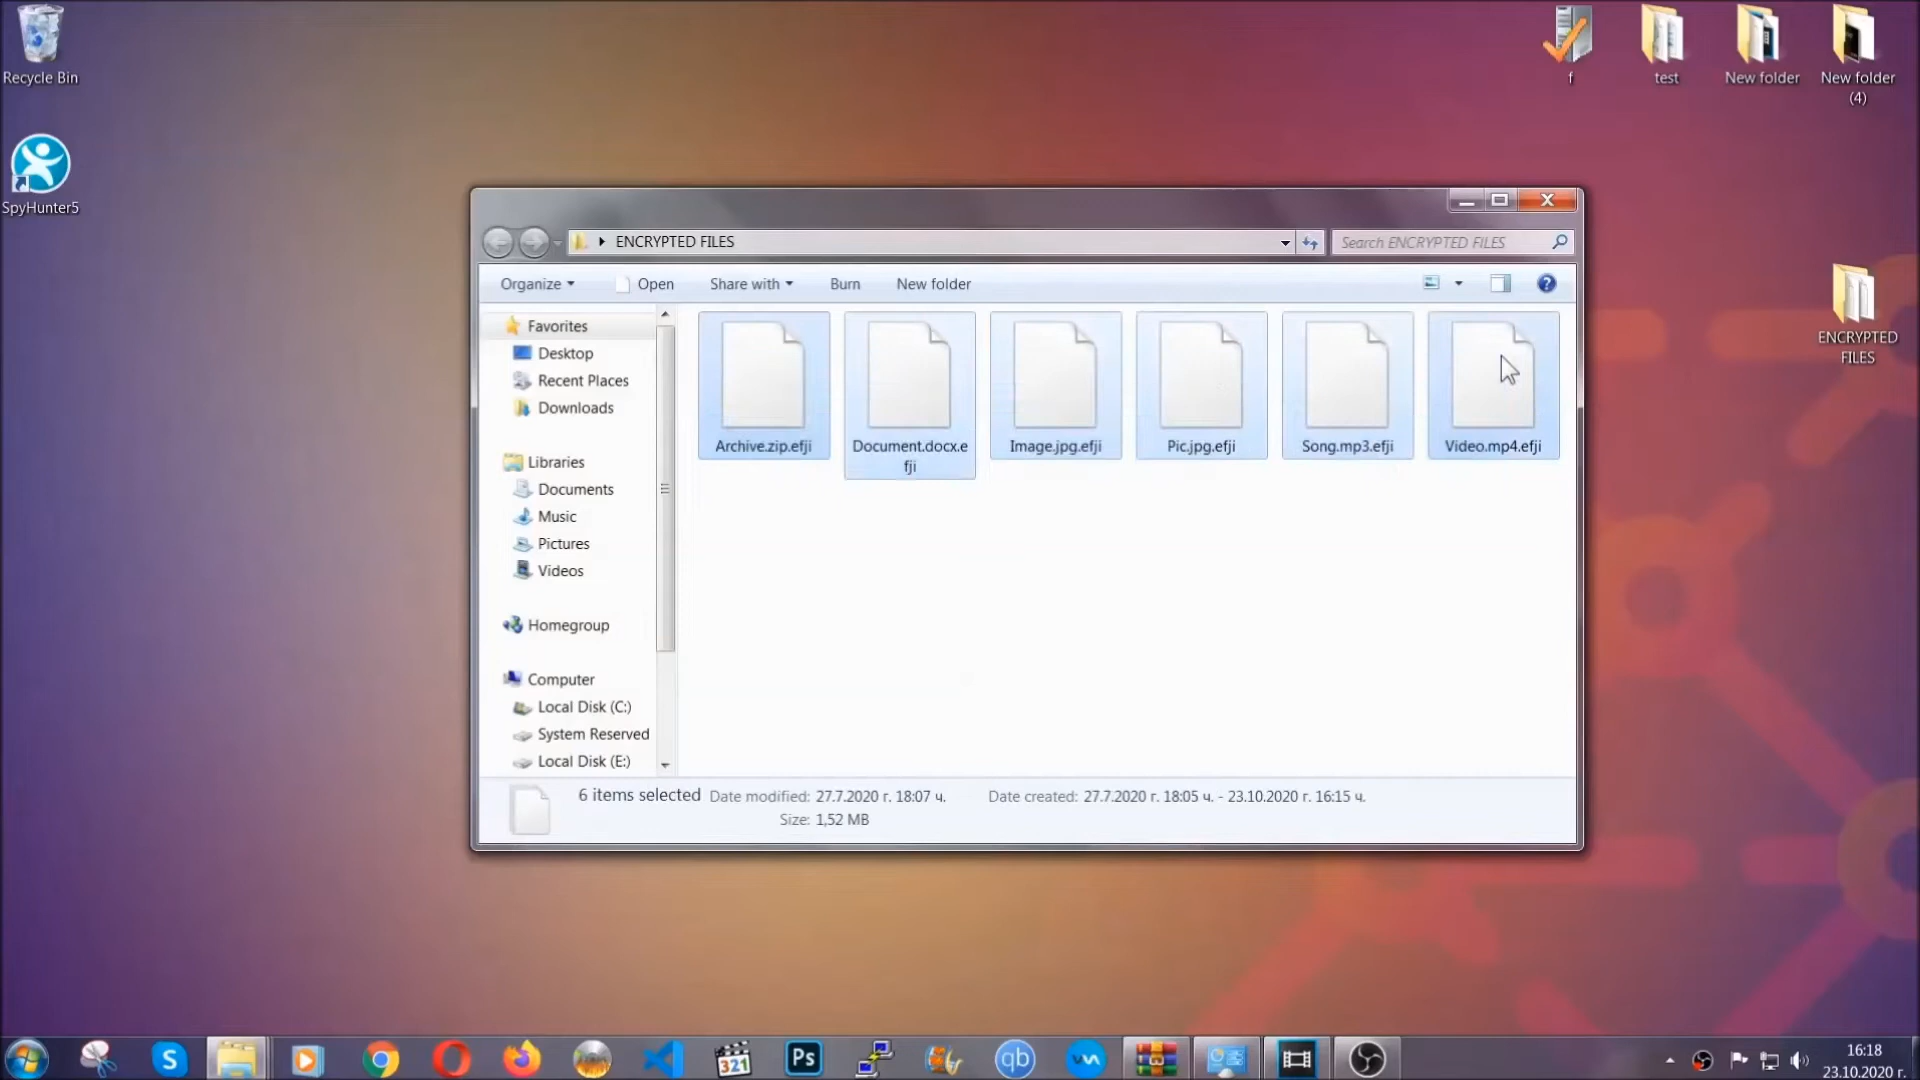 Recycle Bin
SpyHunter5
f
test
New folder
New folder
(4)
ENCRYPTED
FILES
ENCRYPTED FILES
Search ENCRYPTED FILES
Organize
Open
Share with
Burn
New folder
Favorites
Desktop
Recent Places
Downloads
Libraries
Documents
Music
Pictures
Videos
Homegroup
Computer
Local Disk (C:)
System Reserved
Local Disk (E:)
Archive.zip.efji
Document.docx.e
fji
Image.jpg.efji
Pic.jpg.efji
Song.mp3.efji
Video.mp4.efji
6 items selected
Date modified: 27.7.2020 г. 18:07 ч.
Date created: 27.7.2020 г. 18:05 ч. - 23.10.2020 г. 16:15 ч.
Size: 1,52 MB
S
321
Ps
qb
16:18
23.10.2020 г.